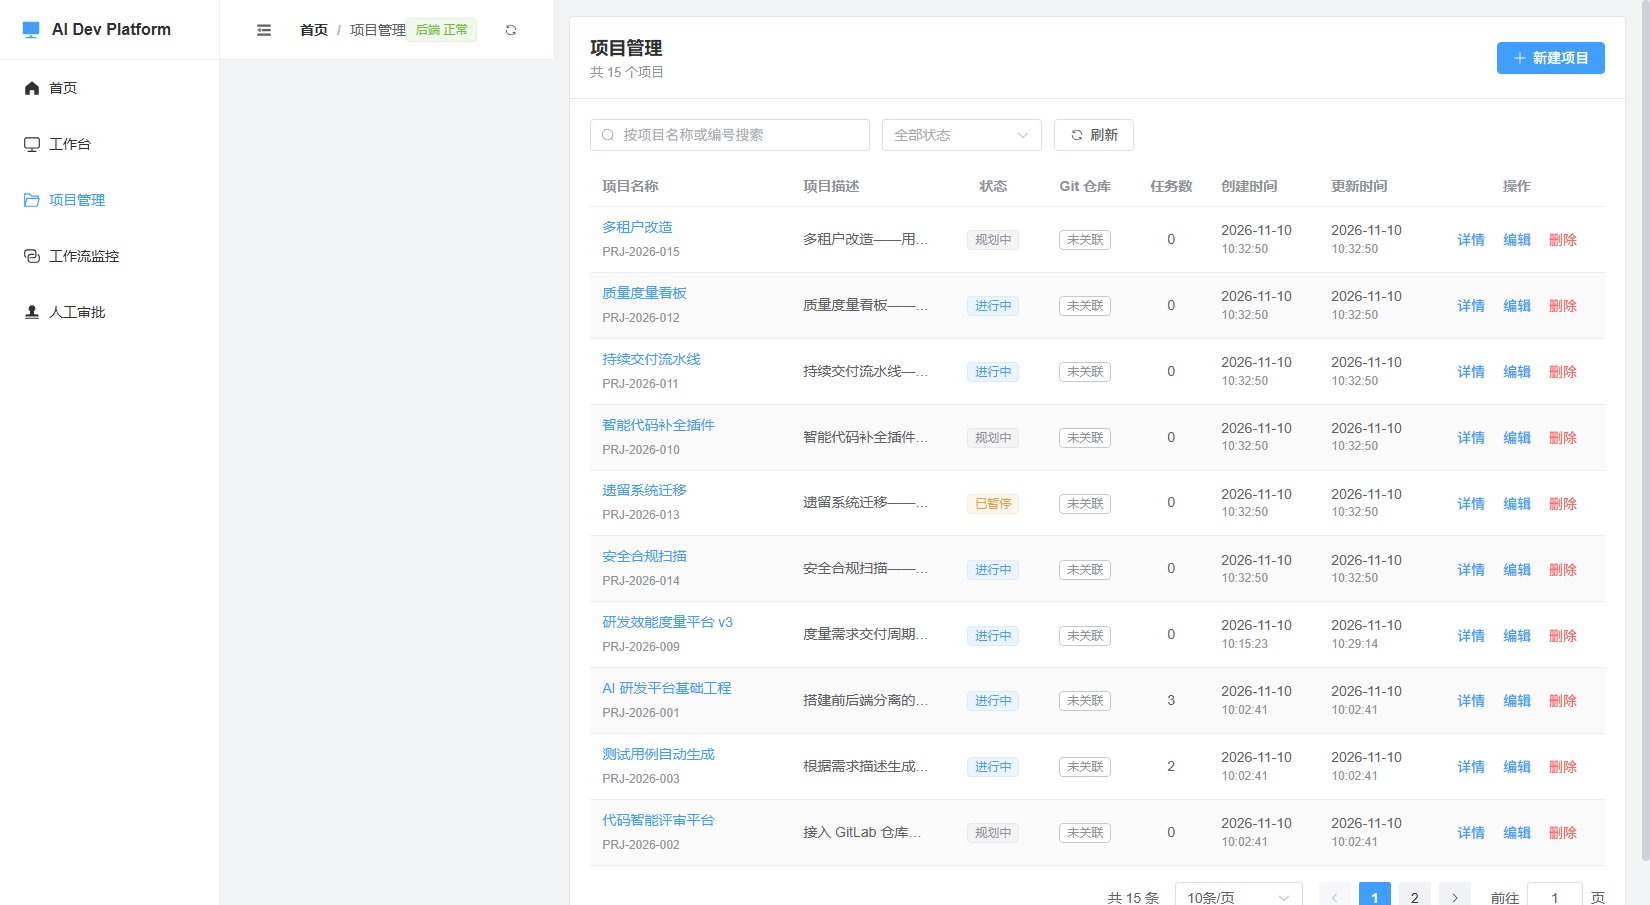 AI Dev Platform
首页
工作台
项目管理
工作流监控
人工审批
首页 / 项目管理 后端 正常
项目管理
共 15 个项目
新建项目
按项目名称或编号搜索 全部状态 刷新
项目名称 项目描述 状态 Git 仓库 任务数 创建时间 更新时间 操作
多租户改造
PRJ-2026-015
多租户改造——用… 规划中 未关联 0 2026-11-10 10:32:50 2026-11-10 10:32:50 详情 编辑 删除
质量度量看板
PRJ-2026-012
质量度量看板——… 进行中 未关联 0 2026-11-10 10:32:50 2026-11-10 10:32:50 详情 编辑 删除
持续交付流水线
PRJ-2026-011
持续交付流水线—… 进行中 未关联 0 2026-11-10 10:32:50 2026-11-10 10:32:50 详情 编辑 删除
智能代码补全插件
PRJ-2026-010
智能代码补全插件… 规划中 未关联 0 2026-11-10 10:32:50 2026-11-10 10:32:50 详情 编辑 删除
遗留系统迁移
PRJ-2026-013
遗留系统迁移——… 已暂停 未关联 0 2026-11-10 10:32:50 2026-11-10 10:32:50 详情 编辑 删除
安全合规扫描
PRJ-2026-014
安全合规扫描——… 进行中 未关联 0 2026-11-10 10:32:50 2026-11-10 10:32:50 详情 编辑 删除
研发效能度量平台 v3
PRJ-2026-009
度量需求交付周期… 进行中 未关联 0 2026-11-10 10:15:23 2026-11-10 10:29:14 详情 编辑 删除
AI 研发平台基础工程
PRJ-2026-001
搭建前后端分离的… 进行中 未关联 3 2026-11-10 10:02:41 2026-11-10 10:02:41 详情 编辑 删除
测试用例自动生成
PRJ-2026-003
根据需求描述生成… 进行中 未关联 2 2026-11-10 10:02:41 2026-11-10 10:02:41 详情 编辑 删除
代码智能评审平台
PRJ-2026-002
接入 GitLab 仓库… 规划中 未关联 0 2026-11-10 10:02:41 2026-11-10 10:02:41 详情 编辑 删除
共 15 条 10条/页 1 2 前往 1 页